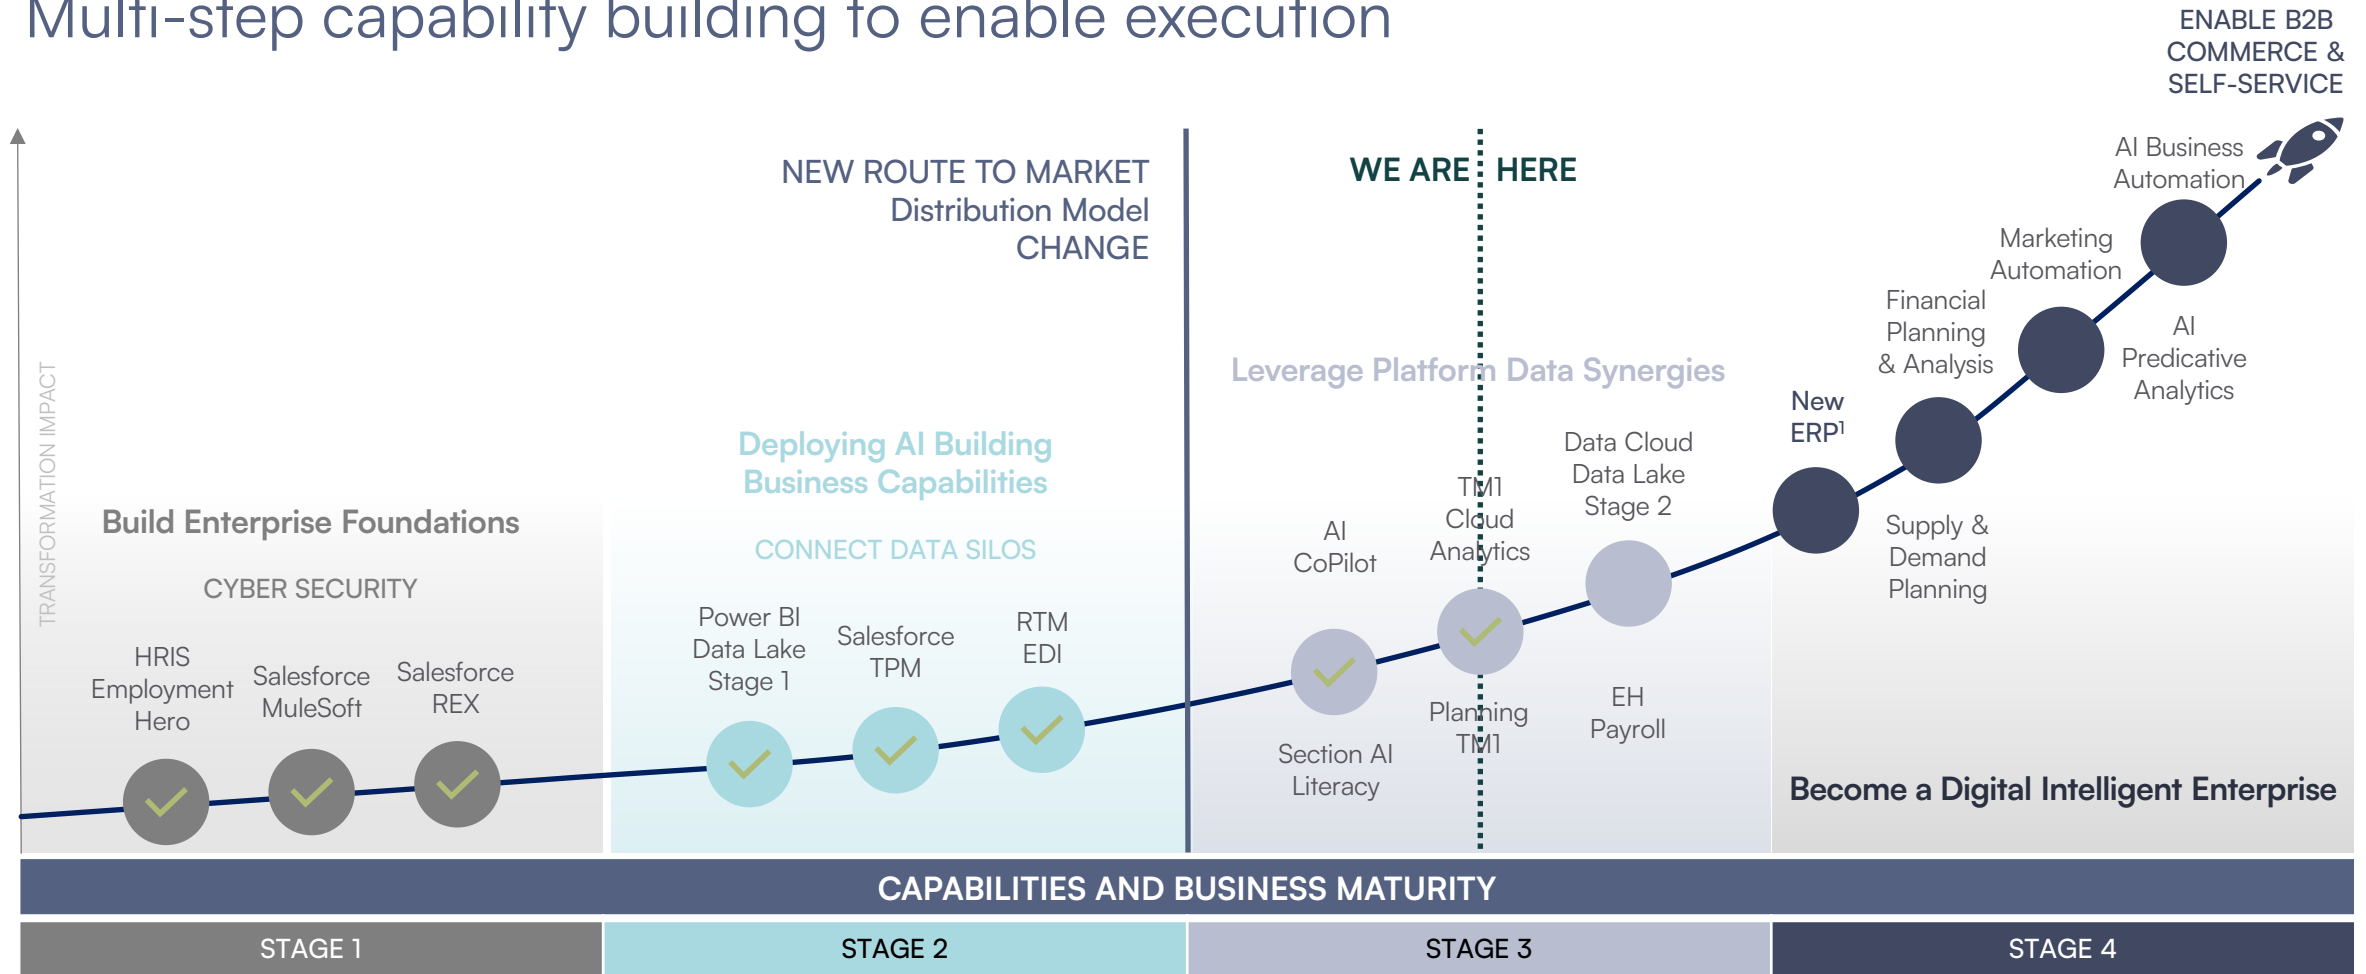 Multi-step capability building to enable execution
ENABLE B2B
COMMERCE &
SELF-SERVICE
NEW ROUTE TO MARKET
Distribution Model
CHANGE
WE ARE HERE
TRANSFORMATION IMPACT
Build Enterprise Foundations
CYBER SECURITY
HRIS
Employment
Hero
Salesforce
MuleSoft
Salesforce
REX
Deploying AI Building
Business Capabilities
CONNECT DATA SILOS
Power BI
Data Lake
Stage 1
Salesforce
TPM
RTM
EDI
Leverage Platform Data Synergies
AI
CoPilot
Section AI
Literacy
TM1
Cloud
Analytics
Planning
TM1
Data Cloud
Data Lake
Stage 2
EH
Payroll
New
ERP¹
Financial
Planning
& Analysis
Supply &
Demand
Planning
Marketing
Automation
AI
Predicative
Analytics
AI Business
Automation
Become a Digital Intelligent Enterprise
CAPABILITIES AND BUSINESS MATURITY
STAGE 1
STAGE 2
STAGE 3
STAGE 4